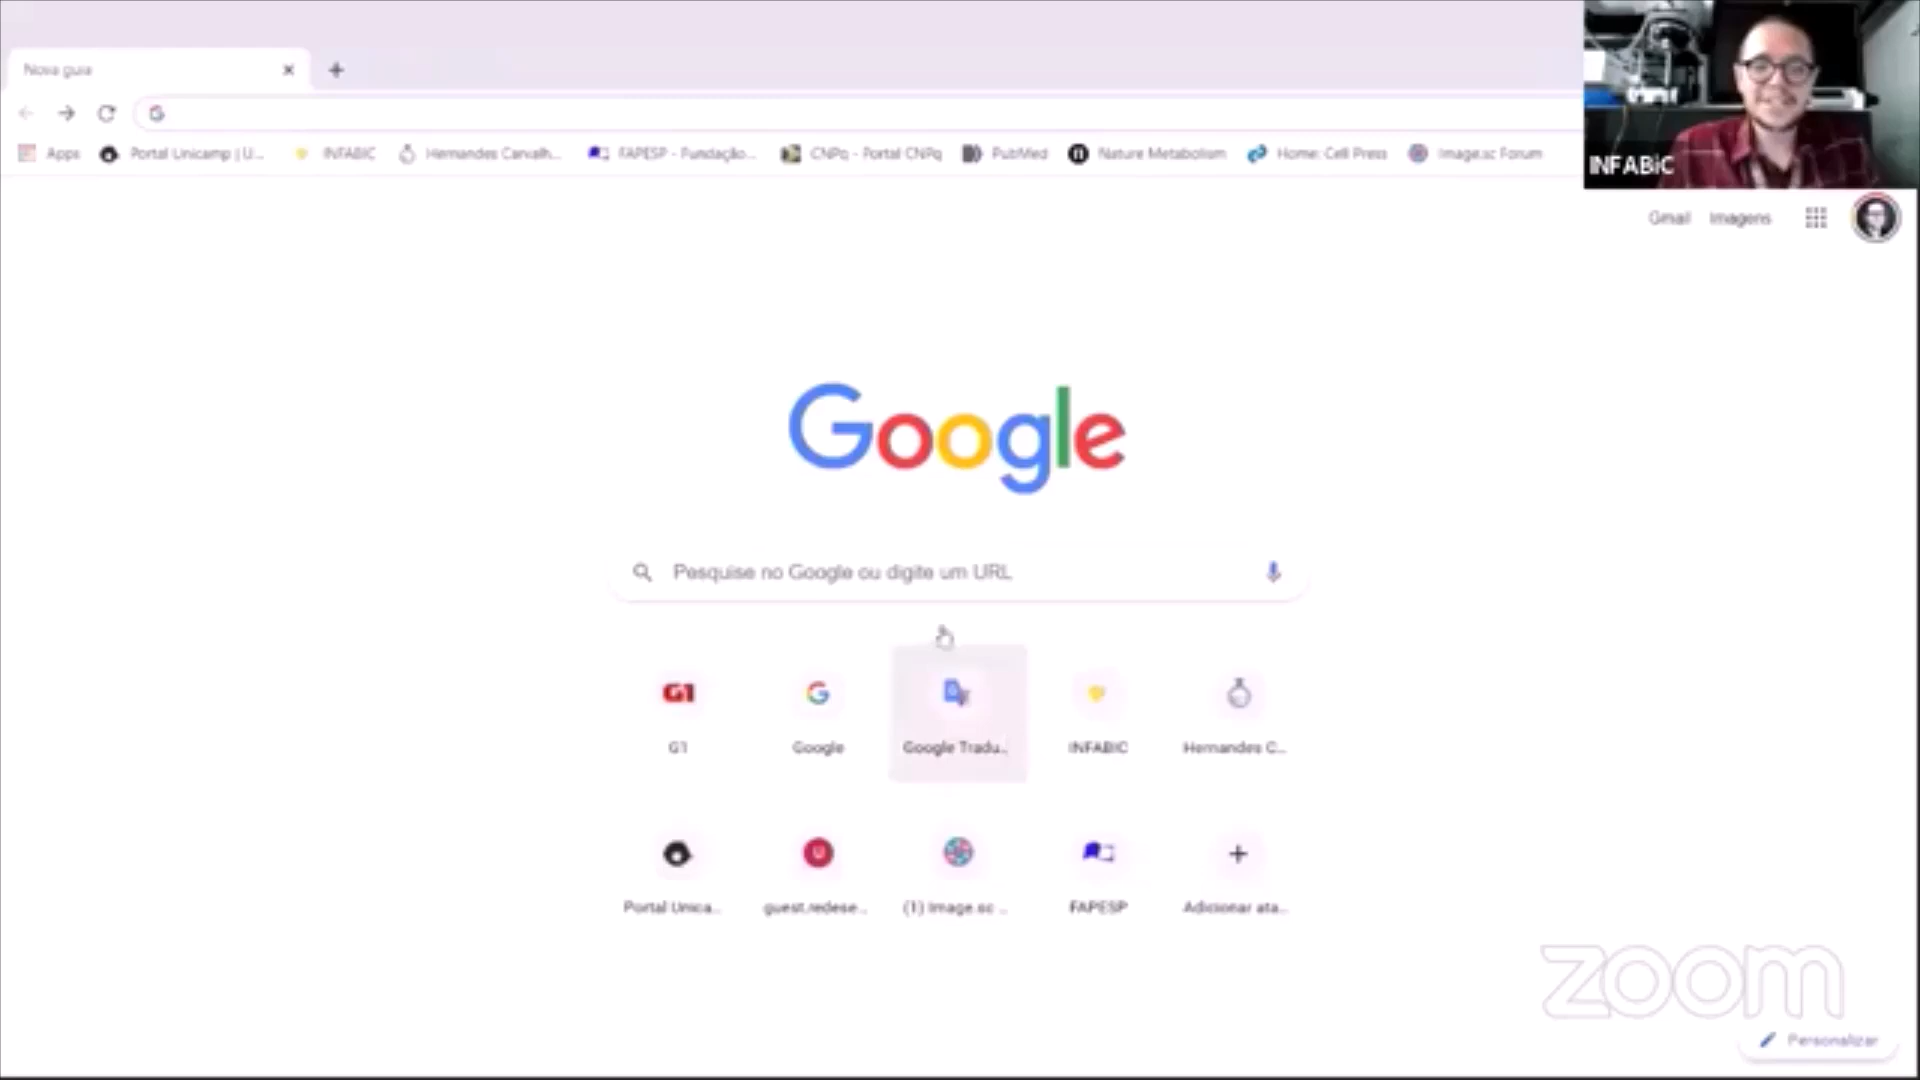 Nova guia
Apps
Portal Unicamp | U...
INFABIC
Hernandes Carvalh...
FAPESP - Fundação...
CNPq - Portal CNPq
PubMed
Nature Metabolism
Home: Cell Press
Image.sc Forum
INFABiC
Gmail
Imagens
Google
Pesquise no Google ou digite um URL
G1
G1
Google
Google Tradu...
INFABIC
Hernandes C...
Portal Unica...
guest.redese...
(1) Image.sc ...
FAPESP
Adicionar ata...
zoom
Personalizar